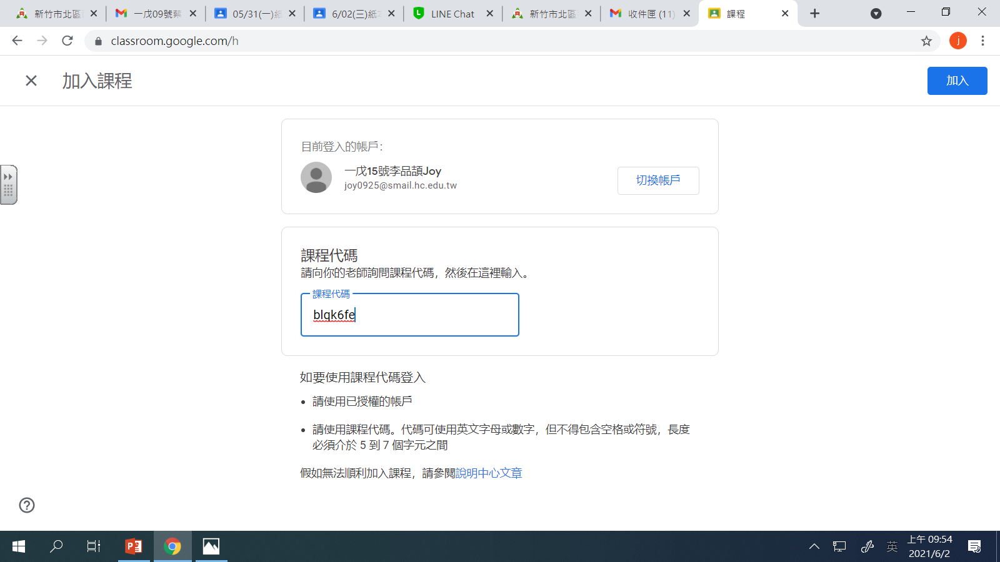 新竹市北區
一戊09號蔡
05/31(一)紙
6/02(三)紙本
LINE Chat
新竹市北區
收件匣 (11)
課程
classroom.google.com/h
j
加入課程
加入
目前登入的帳戶：
一戊15號李品頡Joy
joy0925@smail.hc.edu.tw
切換帳戶
課程代碼
請向你的老師詢問課程代碼，然後在這裡輸入。
課程代碼
blqk6fe
如要使用課程代碼登入
請使用已授權的帳戶
請使用課程代碼。代碼可使用英文字母或數字，但不得包含空格或符號，長度
必須介於 5 到 7 個字元之間
假如無法順利加入課程，請參閱說明中心文章
英
上午 09:54
2021/6/2